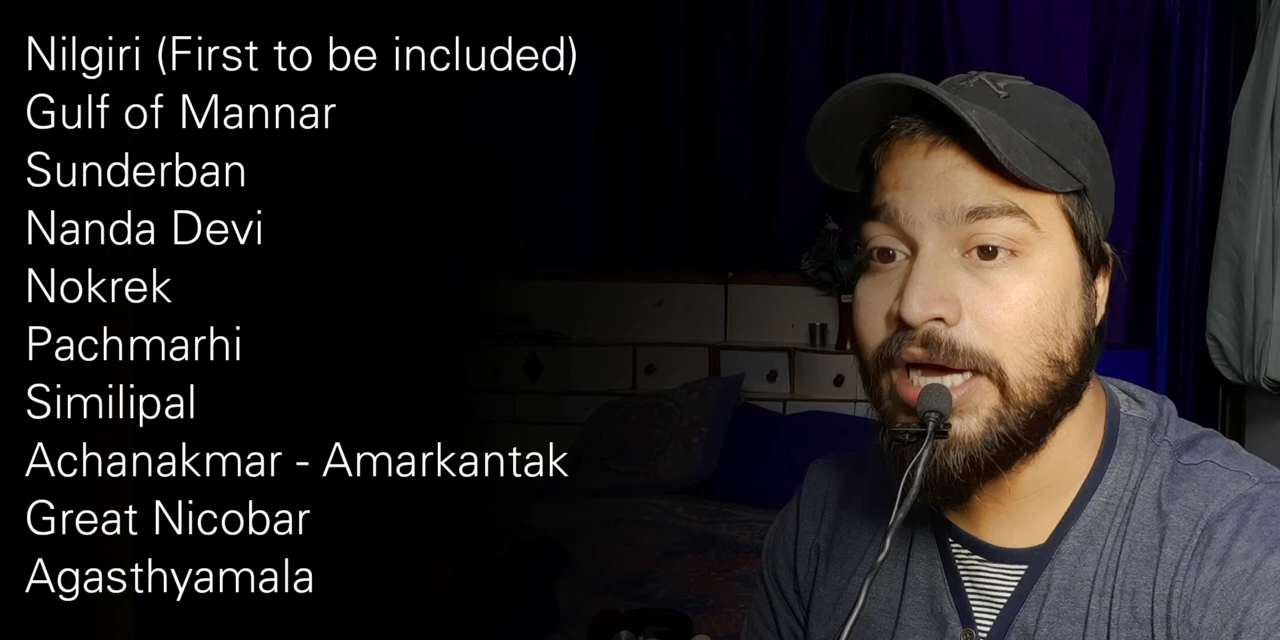 Nilgiri (First to be included)
Gulf of Mannar
Sunderban
Nanda Devi
Nokrek
Pachmarhi
Similipal
Achanakmar - Amarkantak
Great Nicobar
Agasthyamala